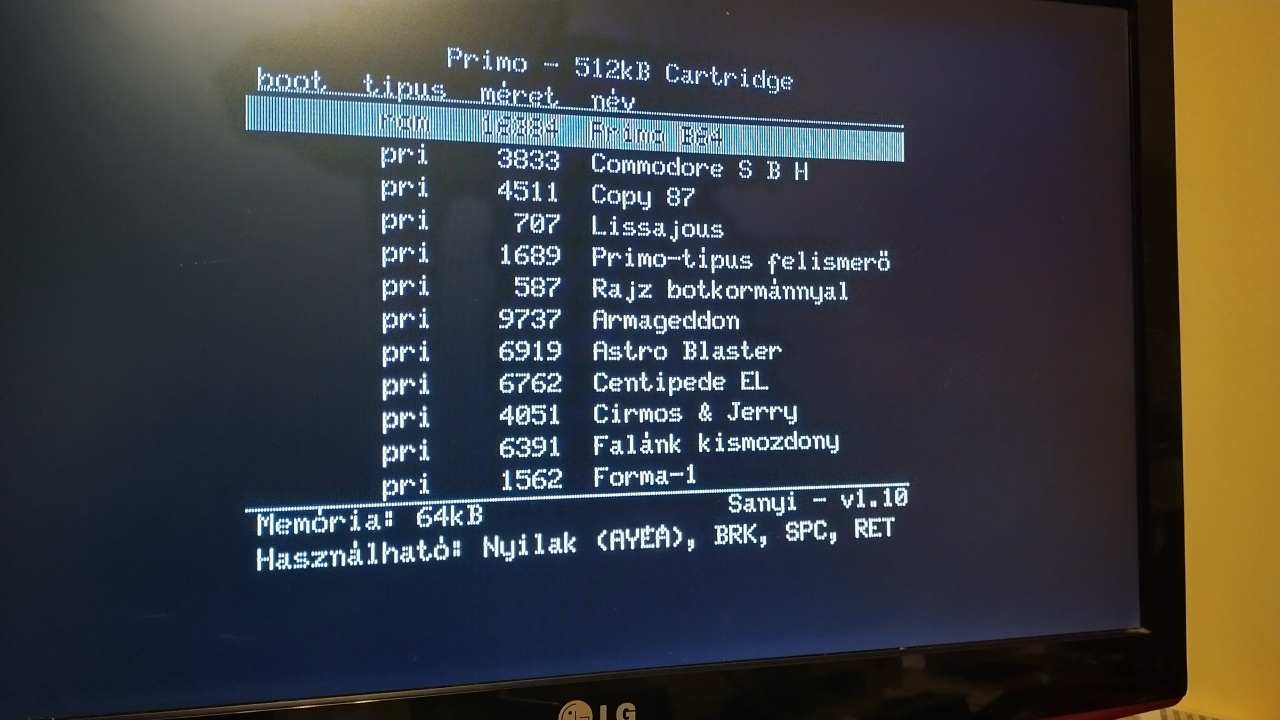 Primo - 512kB Cartridge
boot tipus méret név
rom 16384 Primo B64
pri 3833 Commodore S B H
pri 4511 Copy 87
pri 707 Lissajous
pri 1689 Primo-tipus felismerő
pri 587 Rajz botkormánnyal
pri 9737 Armageddon
pri 6919 Astro Blaster
pri 6762 Centipede EL
pri 4051 Cirmos & Jerry
pri 6391 Falánk kismozdony
pri 1562 Forma-1
Memória: 64kB Sanyi - v1.10
Használható: Nyilak (AYÉÁ), BRK, SPC, RET
LG